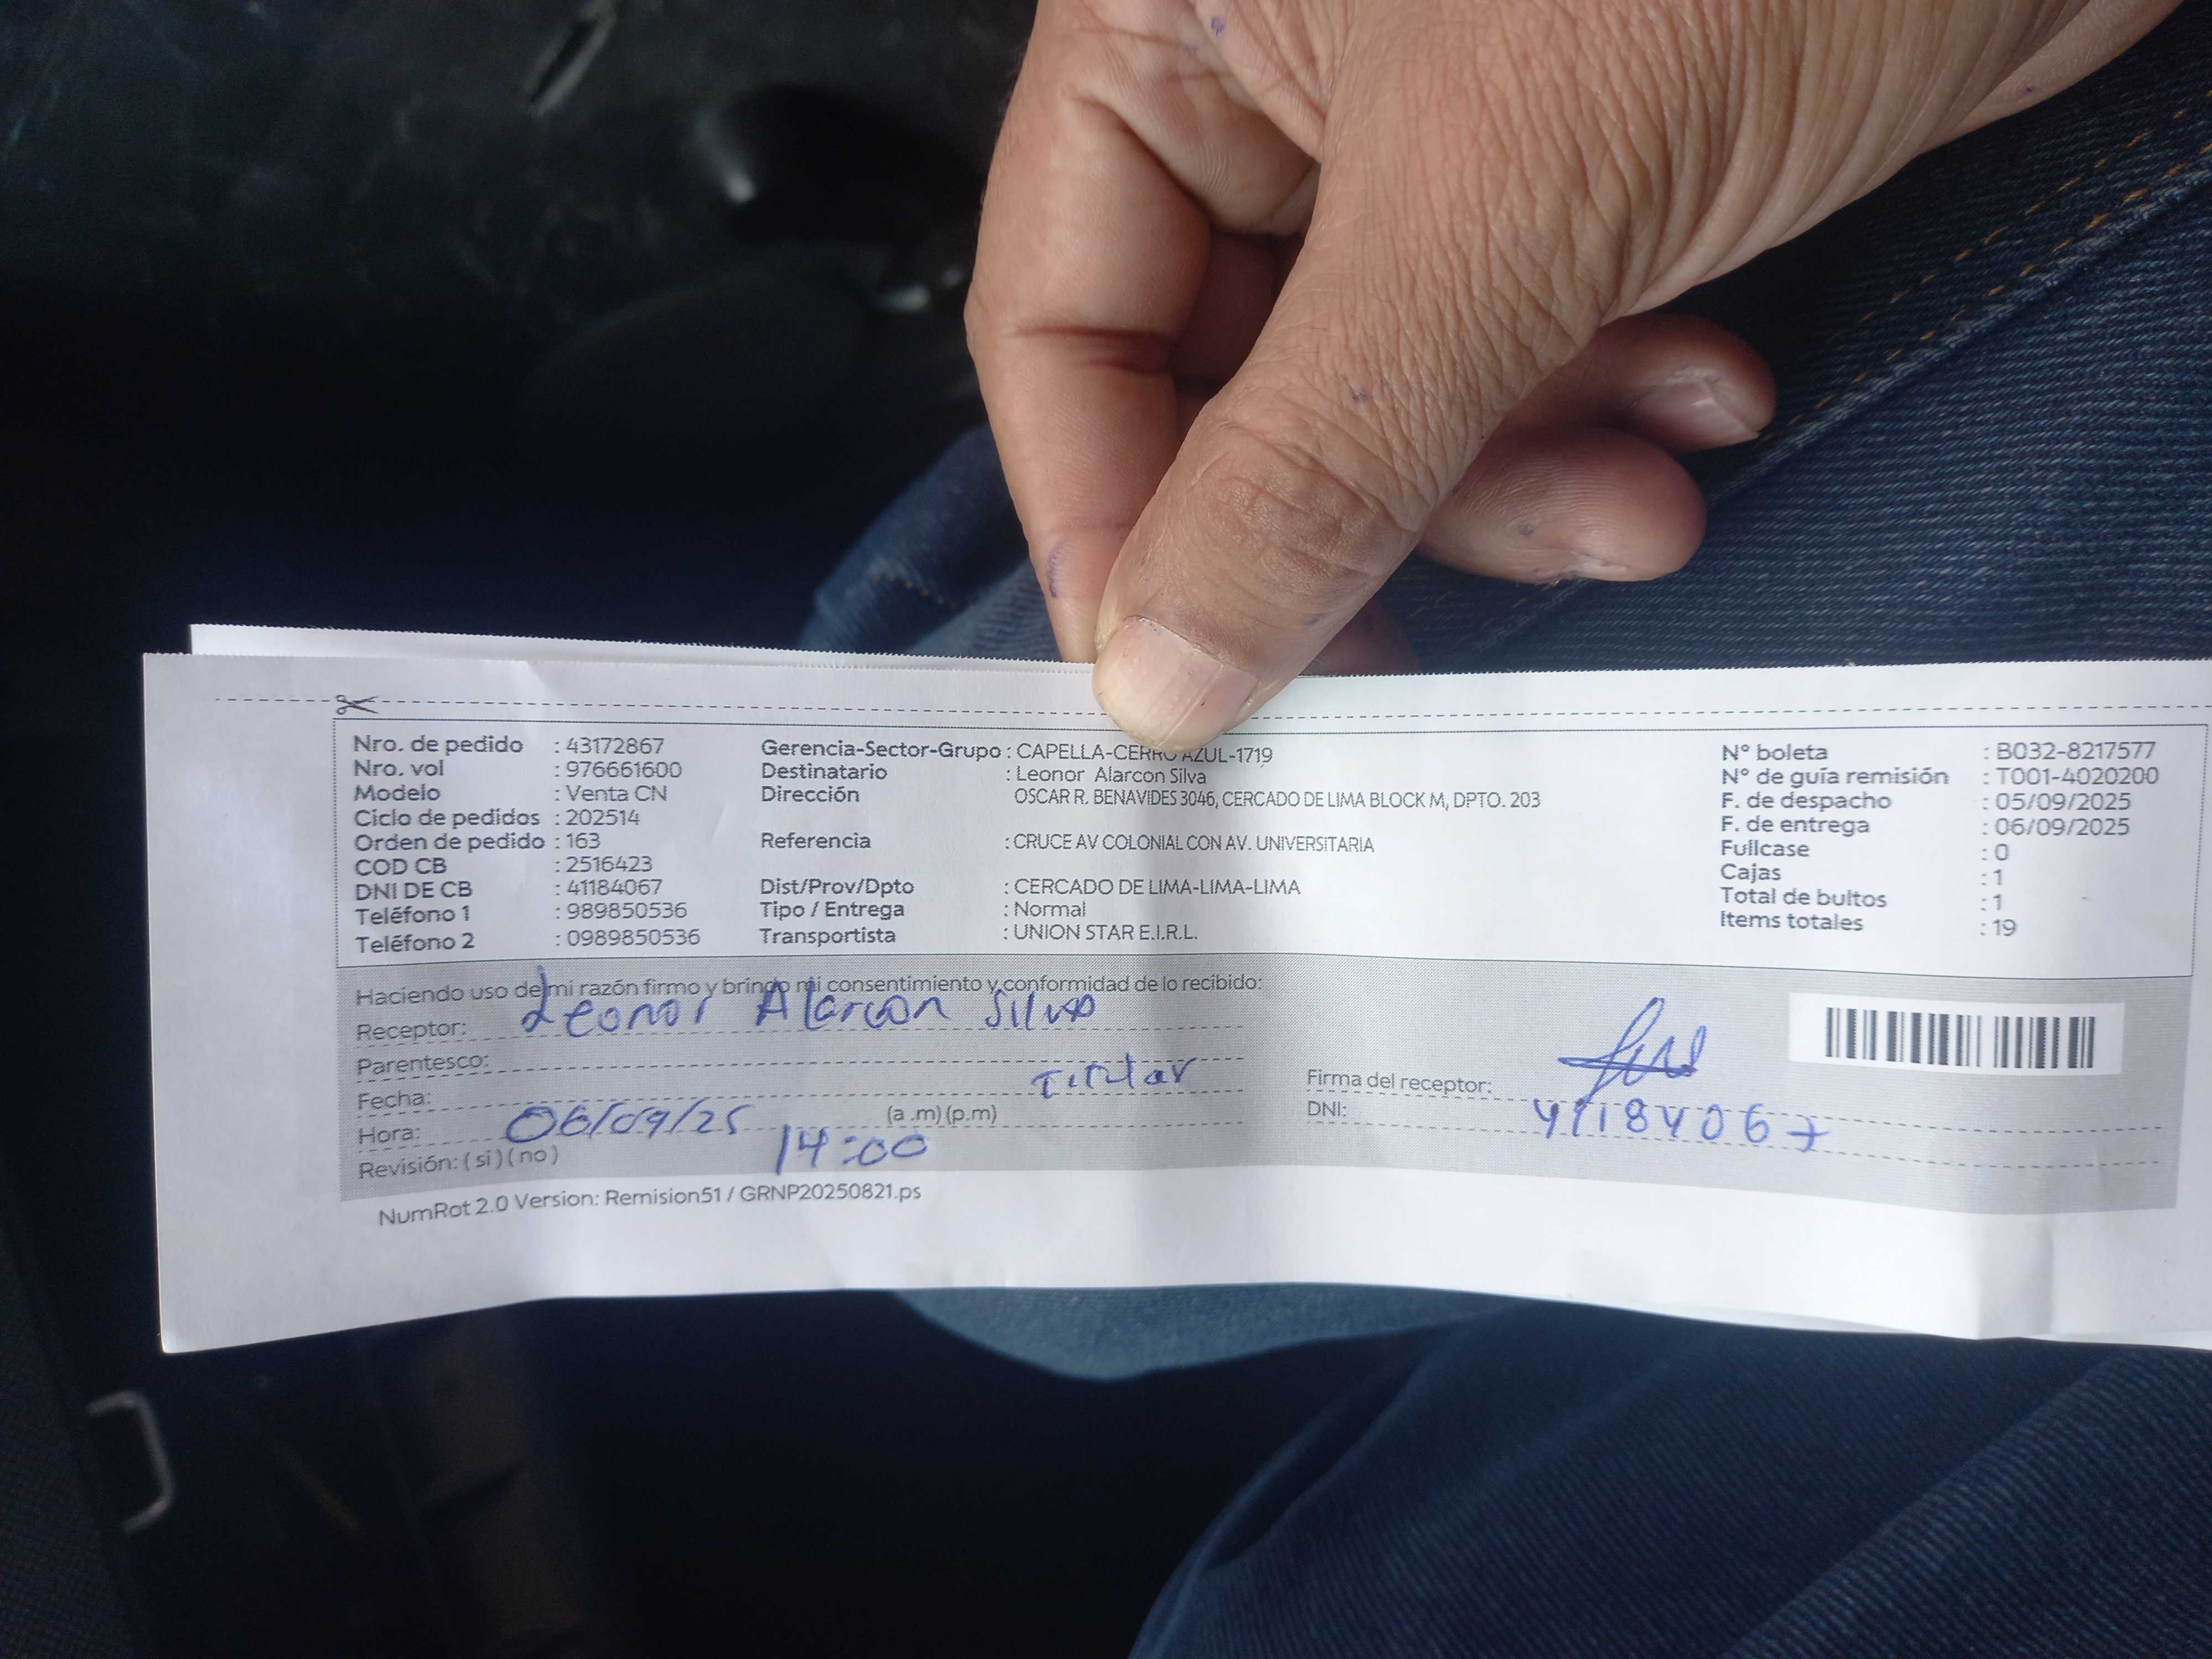 Nro. de pedido : 43172867
Nro. vol : 976661600
Modelo : Venta CN
Ciclo de pedidos : 202514
Orden de pedido : 163
COD CB : 2516423
DNI DE CB : 41184067
Teléfono 1 : 989850536
Teléfono 2 : 0989850536
Gerencia-Sector-Grupo : CAPELLA-CERRO AZUL-1719
Destinatario : Leonor Alarcon Silva
Dirección OSCAR R. BENAVIDES 3046, CERCADO DE LIMA BLOCK M, DPTO. 203
Referencia : CRUCE AV COLONIAL CON AV. UNIVERSITARIA
Dist/Prov/Dpto : CERCADO DE LIMA-LIMA-LIMA
Tipo / Entrega : Normal
Transportista : UNION STAR E.I.R.L.
N° boleta : B032-8217577
N° de guía remisión : T001-4020200
F. de despacho : 05/09/2025
F. de entrega : 06/09/2025
Fullcase : 0
Cajas : 1
Total de bultos : 1
Items totales : 19
Haciendo uso de mi razón firmo y brindo mi consentimiento y conformidad de lo recibido:
Receptor: Leonor Alarcon Silva
Parentesco: Titular
Fecha: 06/09/25
Hora: 14:00 (a .m) (p.m)
Revisión: ( si ) ( no )
Firma del receptor:
DNI: 41184067
NumRot 2.0 Version: Remision51 / GRNP20250821.ps